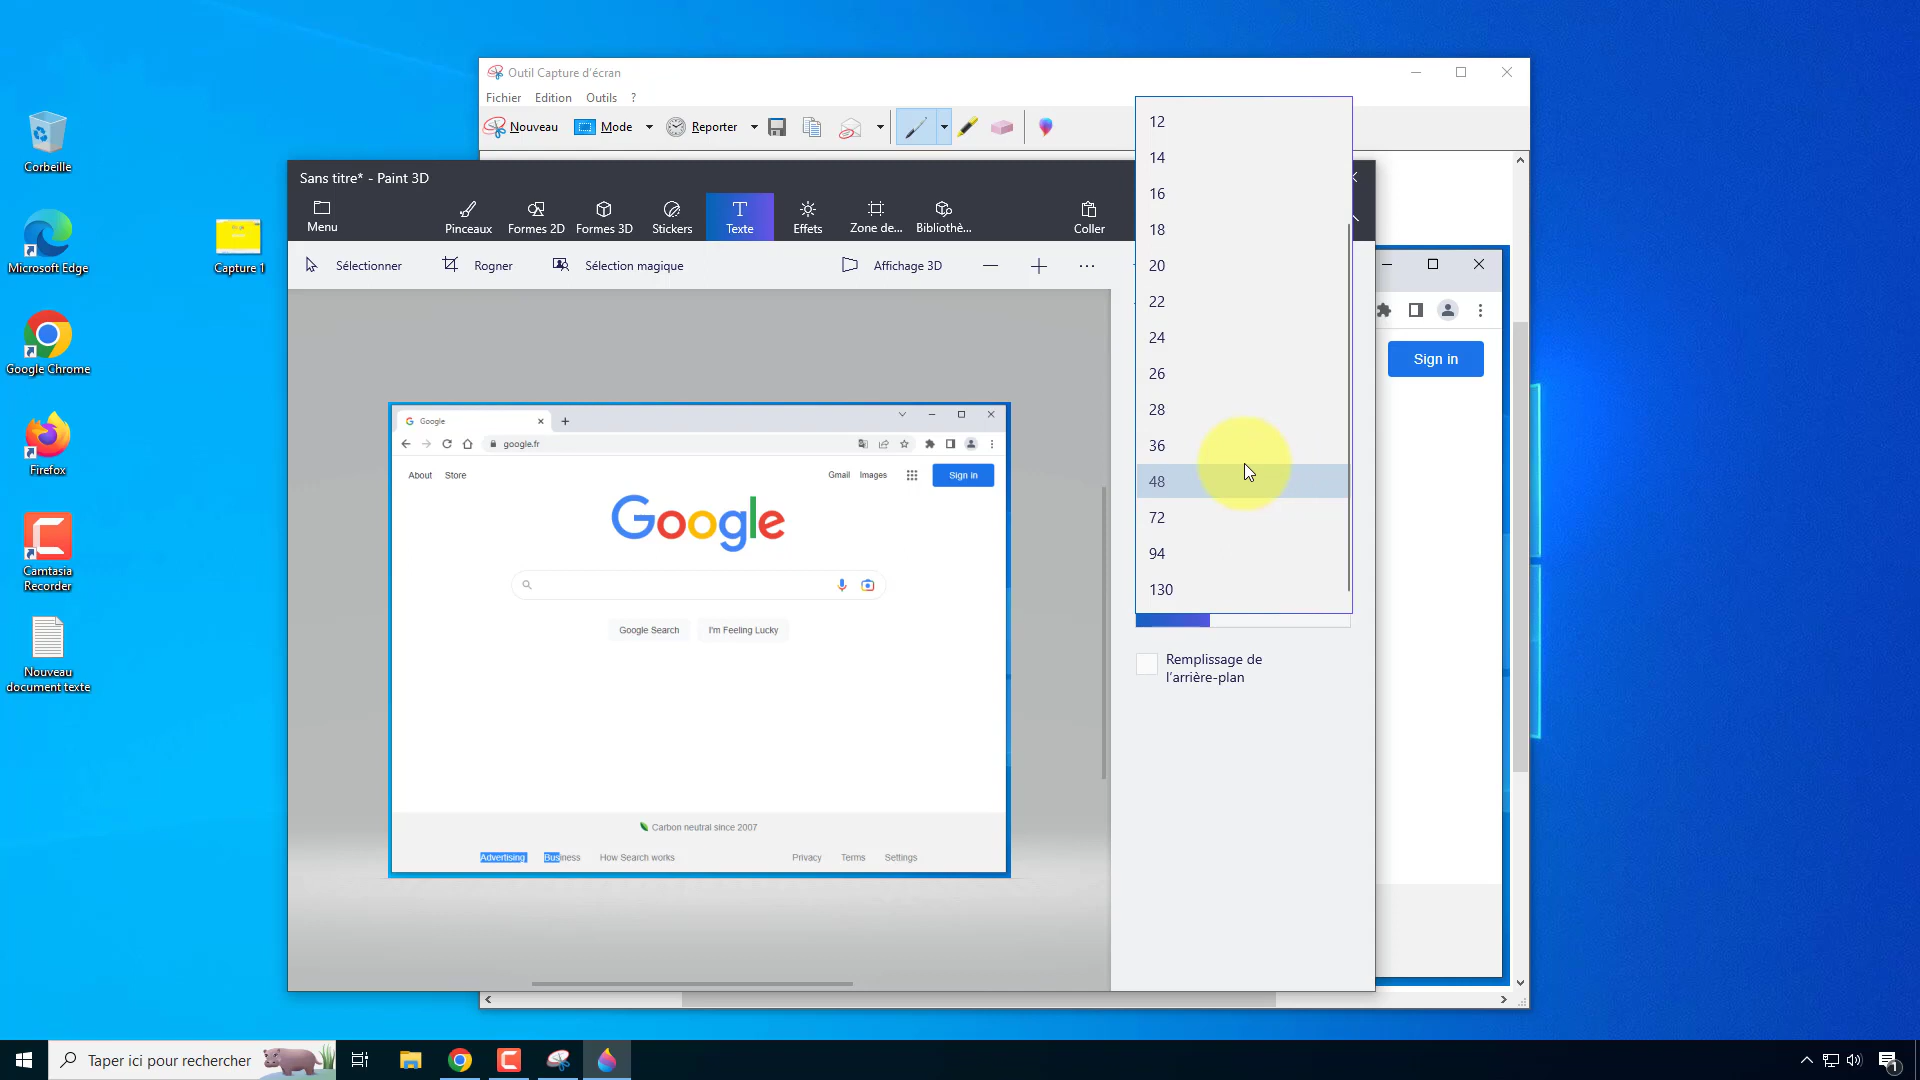 Corbeille
Microsoft Edge
Capture 1
Google Chrome
Firefox
Camtasia
Recorder
Nouveau
document texte
Outil Capture d'écran
Fichier Edition Outils ?
Nouveau Mode Reporter
Sans titre* - Paint 3D
Menu Pinceaux Formes 2D Formes 3D Stickers Texte Effets Zone de... Bibliothè... Coller
Sélectionner Rogner Sélection magique Affichage 3D
12
14
16
18
20
22
24
26
28
36
48
72
94
130
Remplissage de
l'arrière-plan
Sign in
Google
google.fr
About Store Gmail Images Sign in
Google
Google Search I'm Feeling Lucky
Carbon neutral since 2007
Advertising Business How Search works Privacy Terms Settings
Taper ici pour rechercher
1